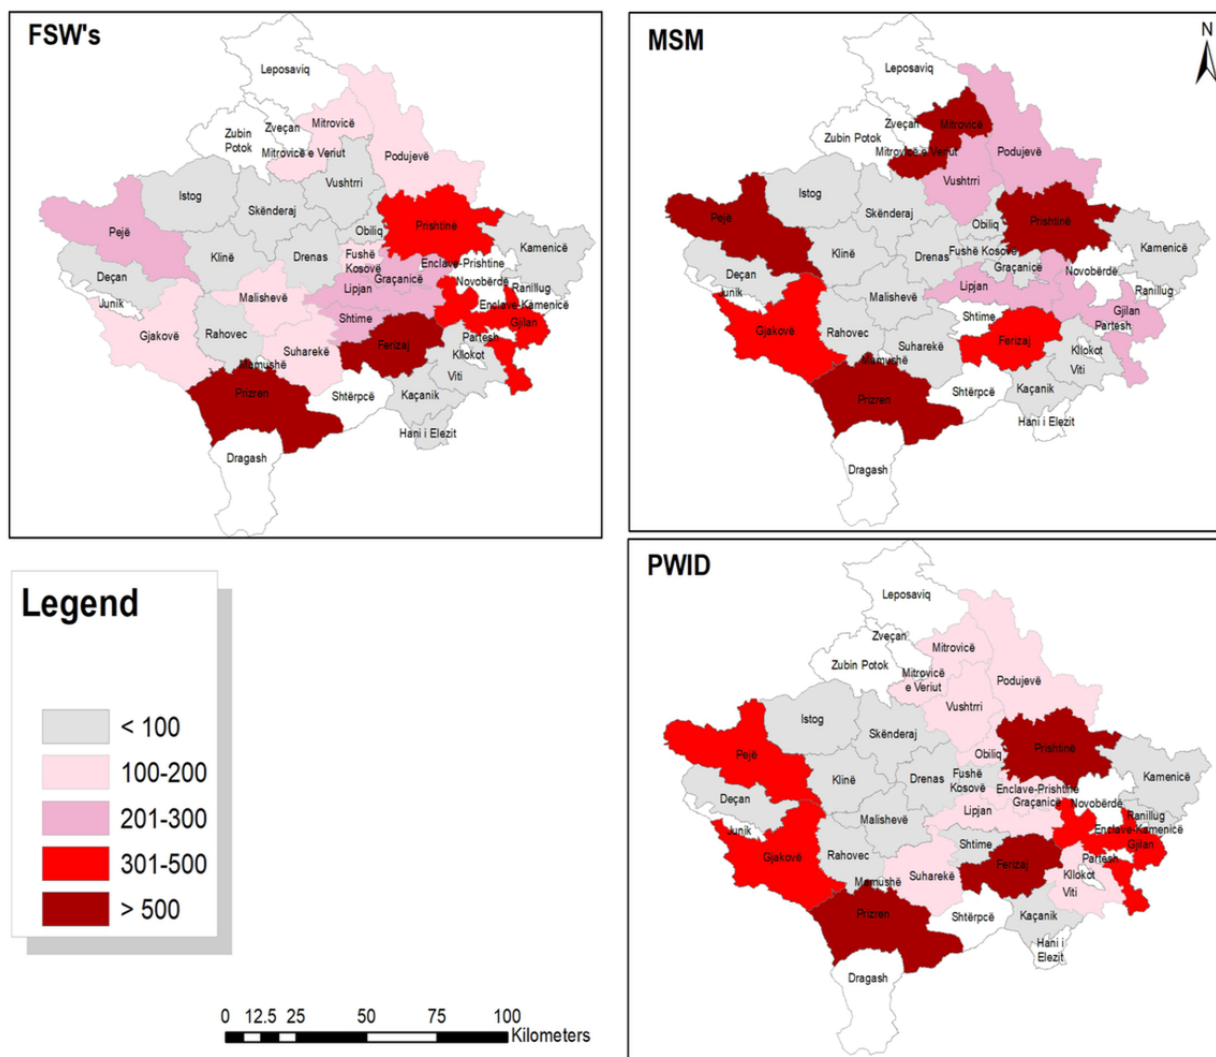 FSW's
Leposaviq
Zveçan
Mitrovicë
Zubin
Potok
Mitrovicë e Veriut
Podujevë
Vushtrri
Istog
Skënderaj
Pejë
Obiliq
Prishtinë
Kamenicë
Klinë
Drenas
Fushë
Kosovë
Enclave-Prishtine
Deçan
Graçanicë
Novobërdë
Ranillug
Junik
Malishevë
Lipjan
Enclave-Kamenicë
Shtime
Gjilan
Gjakovë
Rahovec
Ferizaj
Partesh
Suharekë
Kllokot
Mamushë
Viti
Prizren
Shtërpcë
Kaçanik
Hani i Elezit
Dragash
MSM
N
Leposaviq
Zveçan
Mitrovicë
Zubin Potok
Mitrovicë e Veriut
Podujevë
Vushtrri
Istog
Skënderaj
Pejë
Obiliq
Prishtinë
Kamenicë
Klinë
Drenas
Fushë Kosovë
Deçan
Graçanicë
Novobërdë
Junik
Malishevë
Lipjan
Ranillug
Shtime
Gjilan
Gjakovë
Rahovec
Partesh
Suharekë
Ferizaj
Kllokot
Mamushë
Viti
Prizren
Shtërpcë
Kaçanik
Hani i Elezit
Dragash
PWID
Leposaviq
Zveçan
Mitrovicë
Zubin Potok
Mitrovicë
e Veriut
Podujevë
Vushtrri
Istog
Skënderaj
Pejë
Obiliq
Prishtinë
Klinë
Drenas
Fushë
Kosovë
Kamenicë
Enclave-Prishtinë
Deçan
Graçanicë
Novobërdë
Malishevë
Lipjan
Ranillug
Junik
Enclave-Kamenicë
Gjakovë
Rahovec
Shtime
Gjilan
Suharekë
Ferizaj
Partesh
Mamushë
Kllokot
Viti
Prizren
Shtërpcë
Kaçanik
Hani i
Elezit
Dragash
Legend
< 100
100-200
201-300
301-500
> 500
0 12.5 25 50 75 100
Kilometers